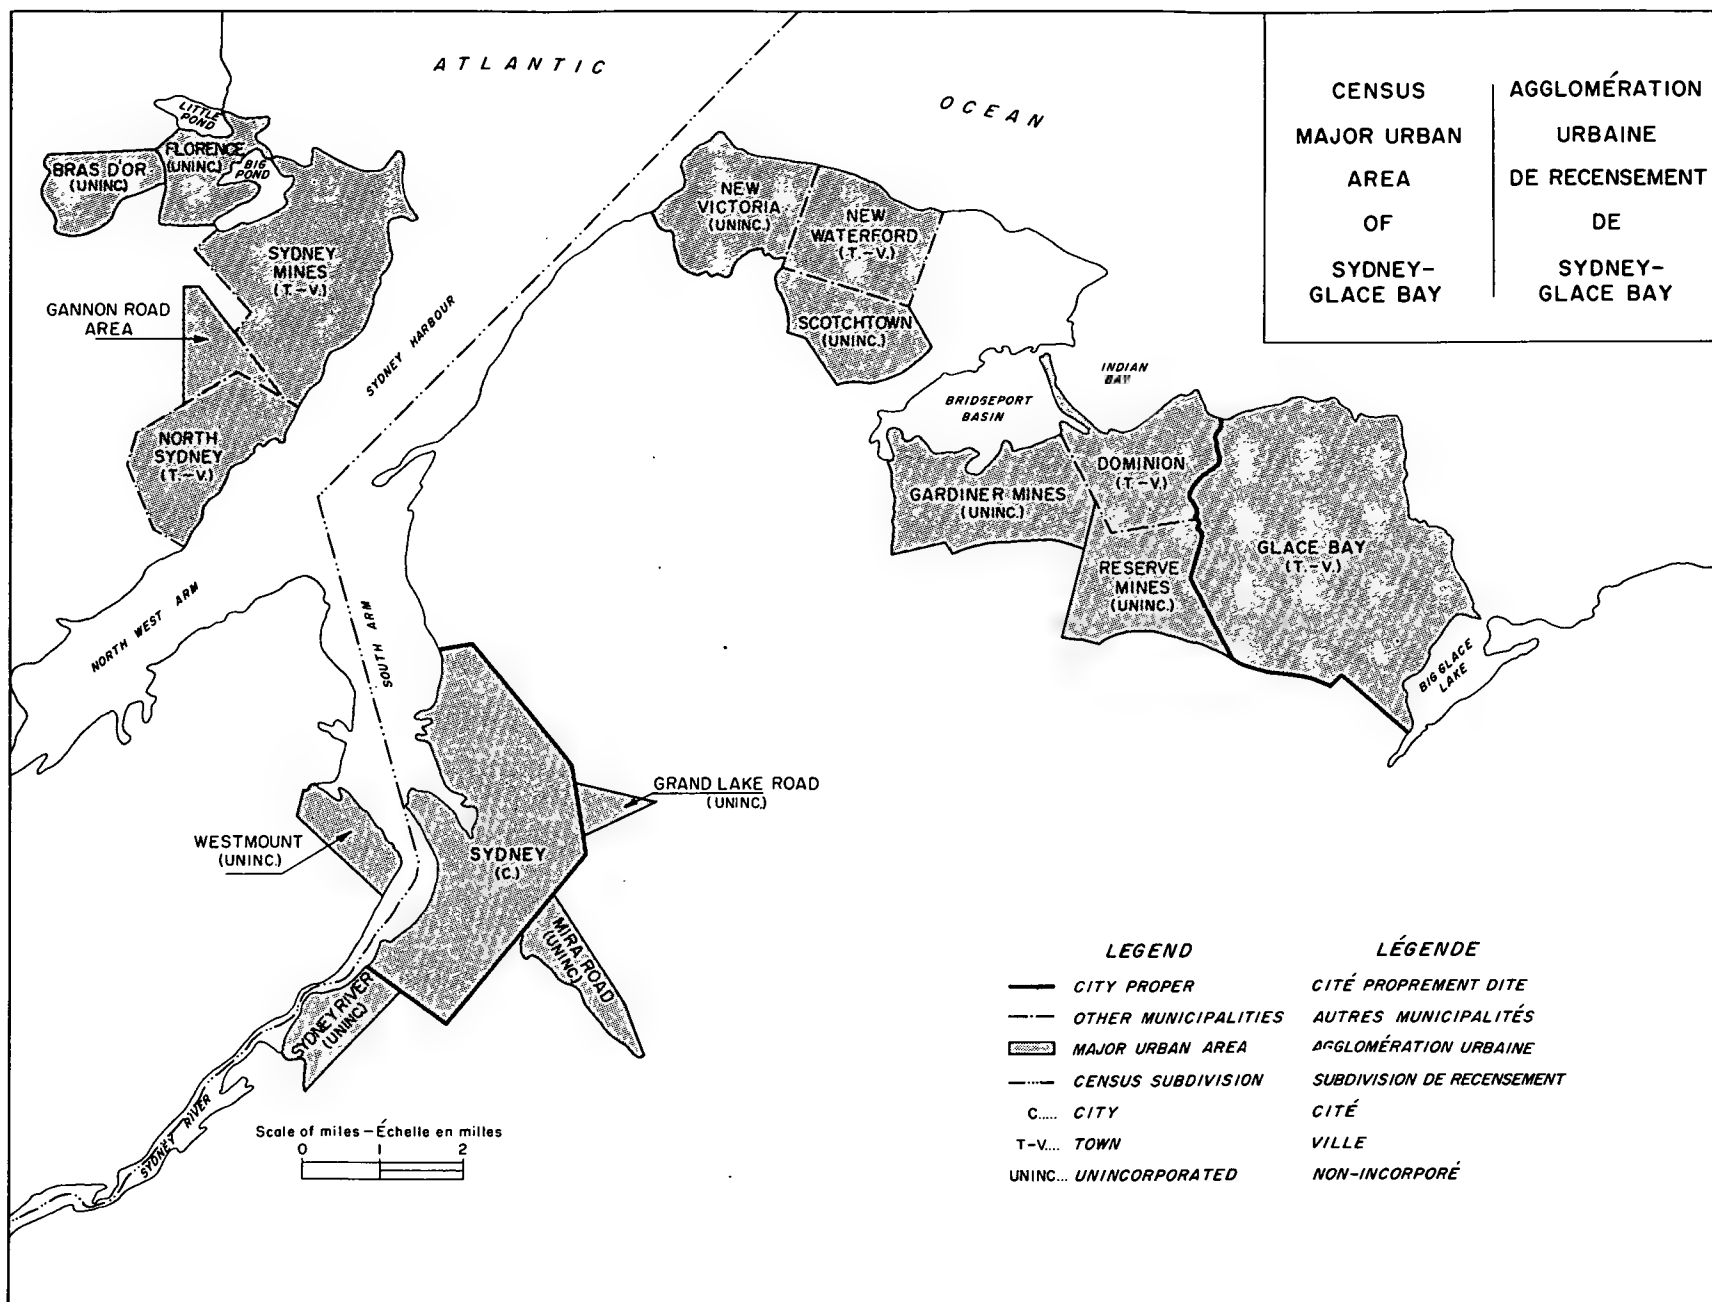 ATLANTIC
OCEAN
CENSUS
MAJOR URBAN
AREA
OF
SYDNEY-
GLACE BAY
AGGLOMÉRATION
URBAINE
DE RECENSEMENT
DE
SYDNEY-
GLACE BAY
LITTLE
POND
FLORENCE
(UNINC.)
BIG
POND
BRAS D'OR
(UNINC)
SYDNEY
MINES
(T.-V.)
GANNON ROAD
AREA
NORTH
SYDNEY
(T.-V.)
SYDNEY HARBOUR
NEW
VICTORIA
(UNINC.)
NEW
WATERFORD
(T.-V.)
SCOTCHTOWN
(UNINC.)
INDIAN
BAY
BRIDGEPORT
BASIN
DOMINION
(T.-V.)
GARDINER MINES
(UNINC.)
GLACE BAY
(T.-V.)
RESERVE
MINES
(UNINC.)
BIG GLACE
LAKE
NORTH WEST ARM
SOUTH ARM
GRAND LAKE ROAD
(UNINC.)
WESTMOUNT
(UNINC.)
SYDNEY
(C.)
MIRA ROAD
(UNINC.)
SYDNEY RIVER
(UNINC)
SYDNEY RIVER
Scale of miles – Échelle en milles
0 1 2
LEGEND LÉGENDE
CITY PROPER CITÉ PROPREMENT DITE
OTHER MUNICIPALITIES AUTRES MUNICIPALITÉS
MAJOR URBAN AREA AGGLOMÉRATION URBAINE
CENSUS SUBDIVISION SUBDIVISION DE RECENSEMENT
C..... CITY CITÉ
T-V.... TOWN VILLE
UNINC... UNINCORPORATED NON-INCORPORÉ